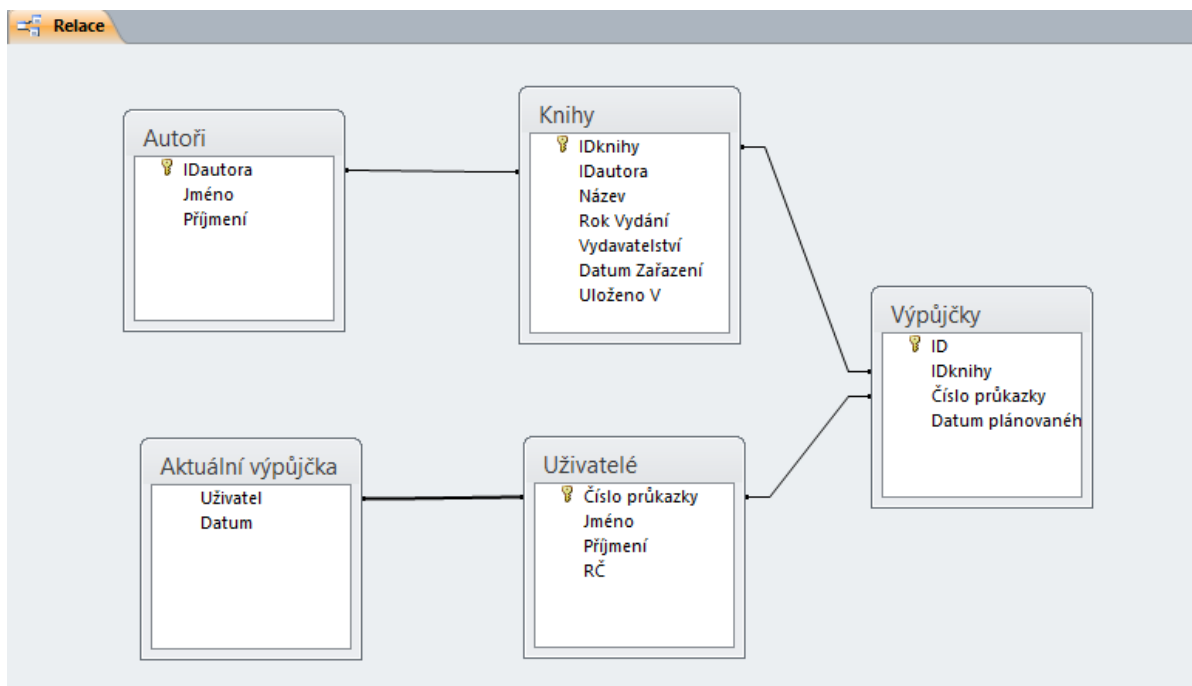 Relace
Autoři
IDautora
Jméno
Příjmení
Knihy
IDknihy
IDautora
Název
Rok Vydání
Vydavatelství
Datum Zařazení
Uloženo V
Výpůjčky
ID
IDknihy
Číslo průkazky
Datum plánovanéh
Aktuální výpůjčka
Uživatel
Datum
Uživatelé
Číslo průkazky
Jméno
Příjmení
RČ